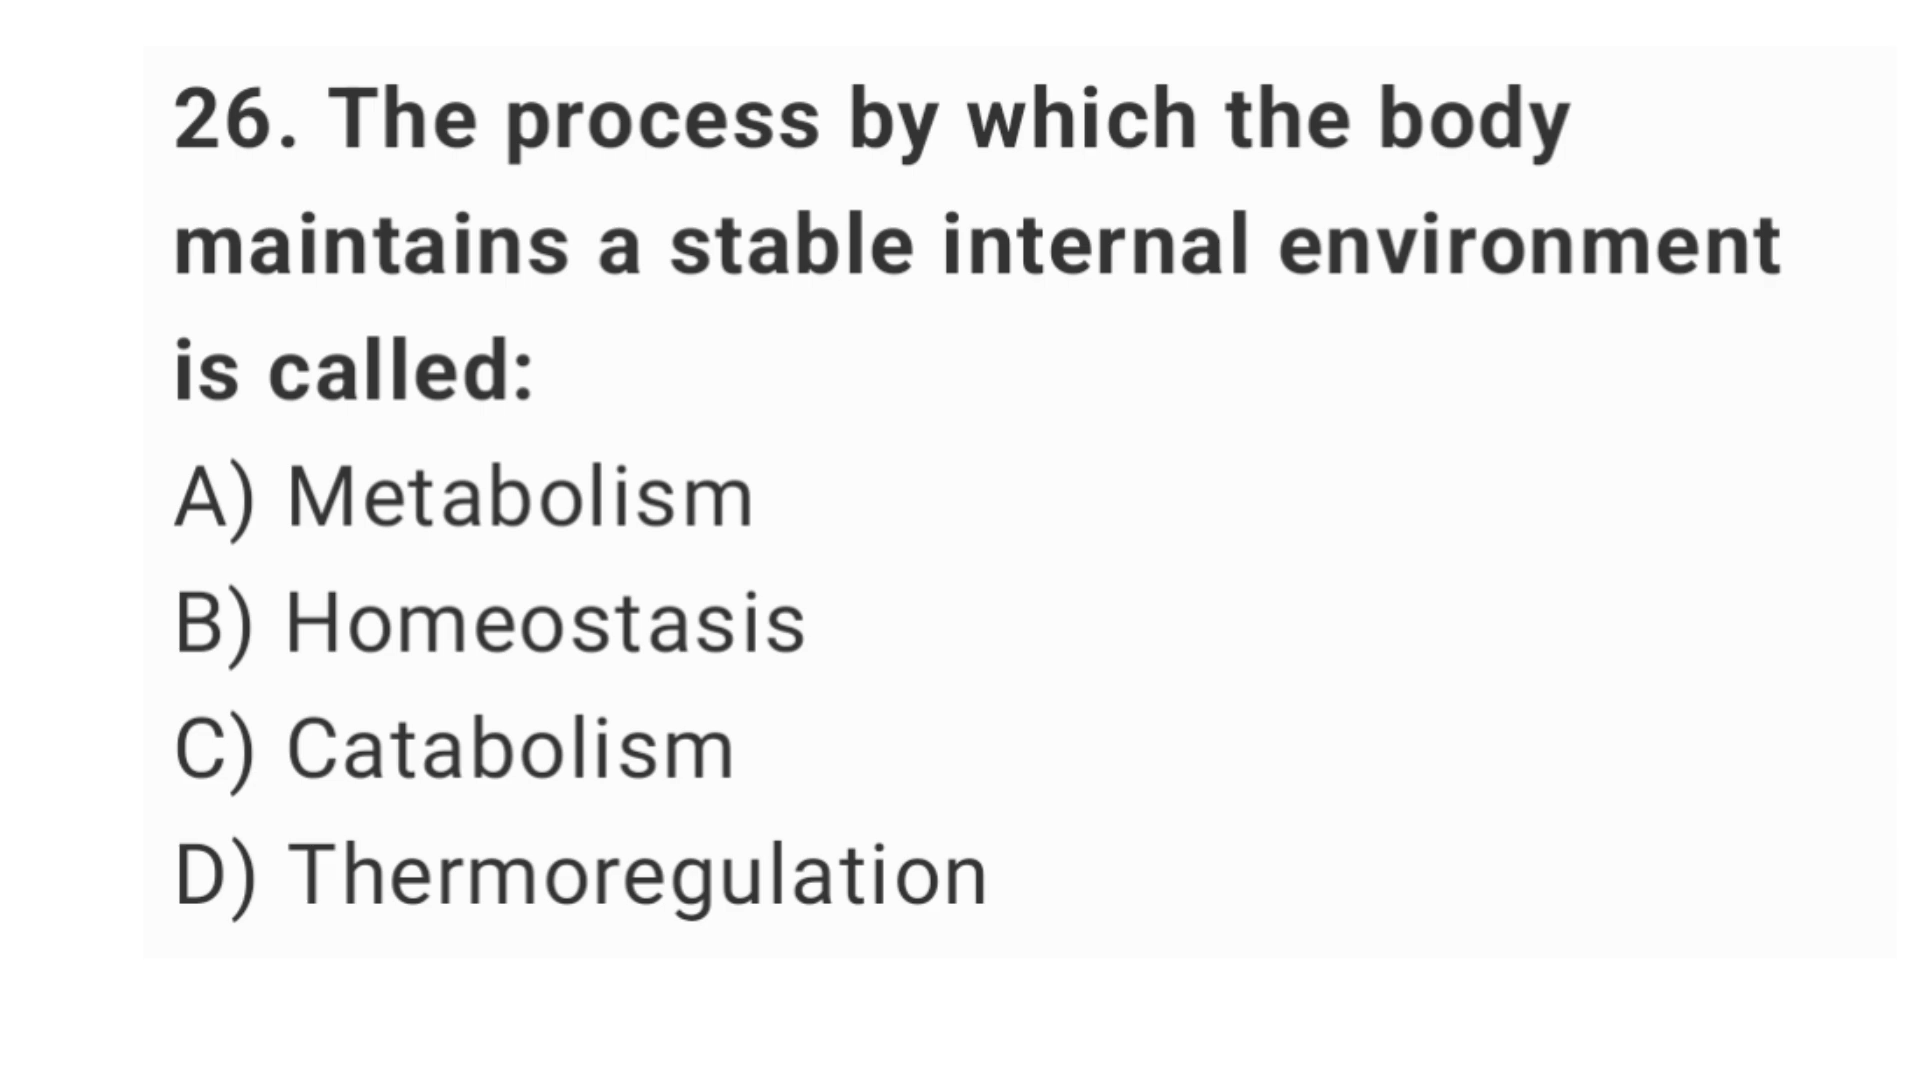 26. The process by which the body
maintains a stable internal environment
is called:
A) Metabolism
B) Homeostasis
C) Catabolism
D) Thermoregulation